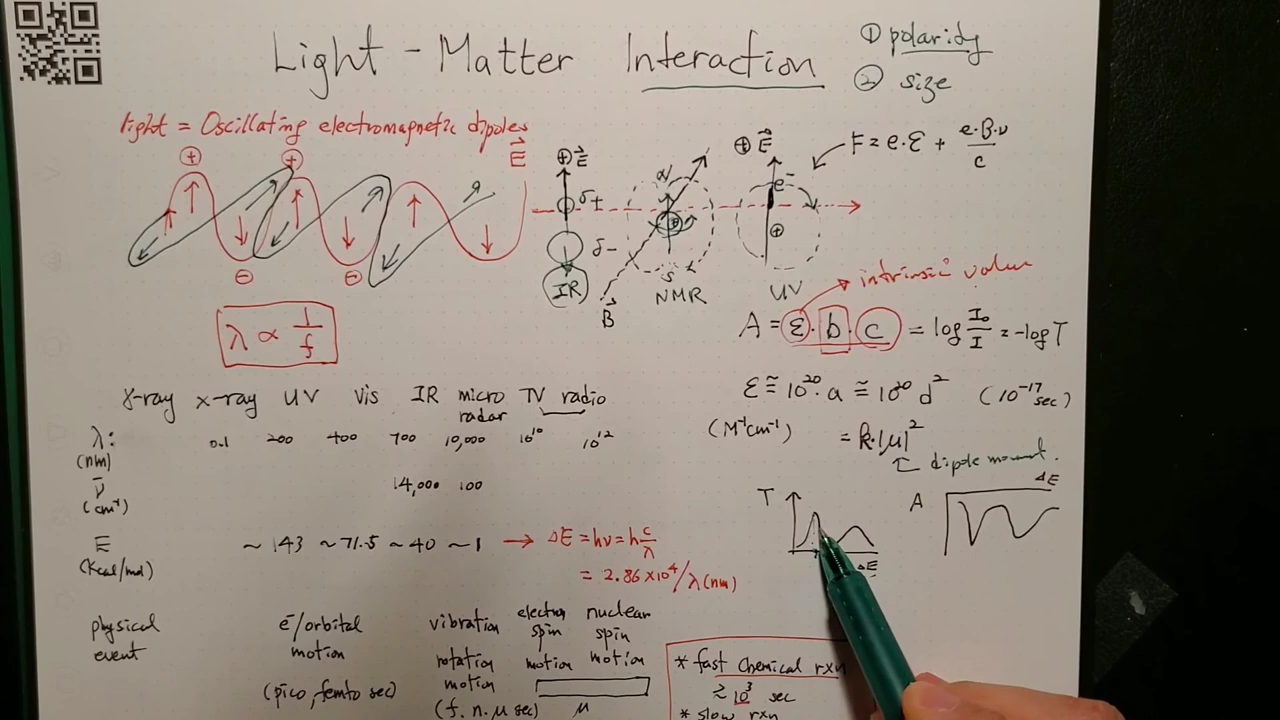 Light - Matter Interaction
① polarity
② size
light = Oscillating electromagnetic dipoles
⊕ ⊕ E⃗
⊖ ⊖
⊕ E⃗
δ+
δ-
IR
α
B⃗
NMR
⊕ E⃗
e⁻
⊕
UV
F = e·ε + e·B·ν/c
λ ∝ 1/f
intrinsic value
A = ε·b·c = log I₀/I = -log T
ε ≅ 10²⁰·a ≅ 10²⁰ d² (10⁻¹⁷ sec)
(M⁻¹cm⁻¹) = k·|μ|²
dipole moment.
γ-ray x-ray UV vis IR micro radar TV radio
λ: (nm) 0.1 200 400 700 10,000 10¹⁰ 10¹²
ν̄ (cm⁻¹) 14,000 100
E (Kcal/mol) ~143 ~71.5 ~40 ~1 → ΔE = hν = h c/λ
= 2.86 ×10⁴/λ(nm)
T ΔE
A ΔE
physical event
e⁻/orbital motion
(pico, femto sec)
vibration
rotation
motion
(f. n. μ sec)
electron spin motion
nuclear spin motion
μ
* fast chemical rxn
≳ 10³ sec
* slow rxn